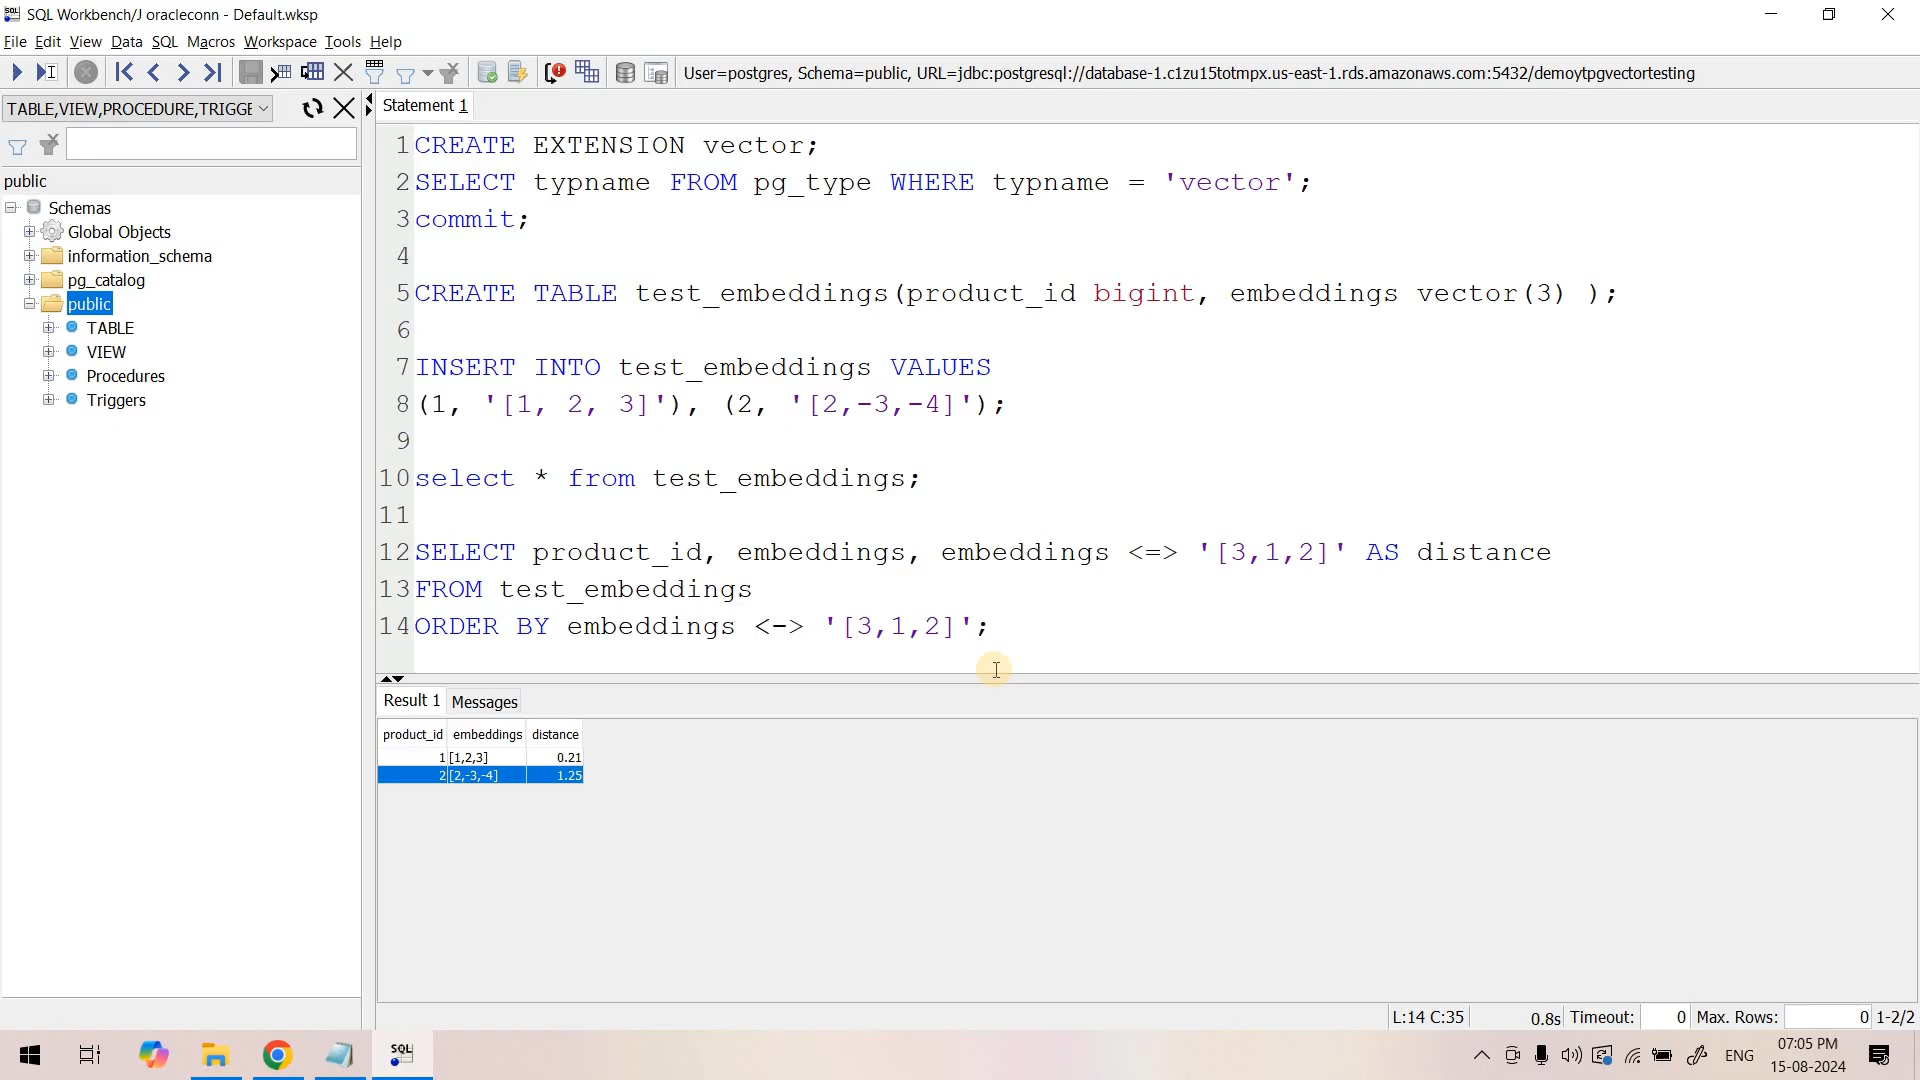 SQL Workbench/J oracleconn - Default.wksp
File Edit View Data SQL Macros Workspace Tools Help
User=postgres, Schema=public, URL=jdbc:postgresql://database-1.c1zu15totmpx.us-east-1.rds.amazonaws.com:5432/demoytpgvectortesting
TABLE,VIEW,PROCEDURE,TRIGGE
Statement 1
public
Schemas
Global Objects
information_schema
pg_catalog
public
TABLE
VIEW
Procedures
Triggers
1 CREATE EXTENSION vector;
2 SELECT typname FROM pg_type WHERE typname = 'vector';
3 commit;
4
5 CREATE TABLE test_embeddings(product_id bigint, embeddings vector(3) );
6
7 INSERT INTO test_embeddings VALUES
8 (1, '[1, 2, 3]'), (2, '[2,-3,-4]');
9
10 select * from test_embeddings;
11
12 SELECT product_id, embeddings, embeddings <=> '[3,1,2]' AS distance
13 FROM test_embeddings
14 ORDER BY embeddings <-> '[3,1,2]';
Result 1 Messages
product_id embeddings distance
1 [1,2,3] 0.21
2 [2,-3,-4] 1.25
L:14 C:35 0.8s Timeout: 0 Max. Rows: 0 1-2/2
SQL
ENG
07:05 PM
15-08-2024